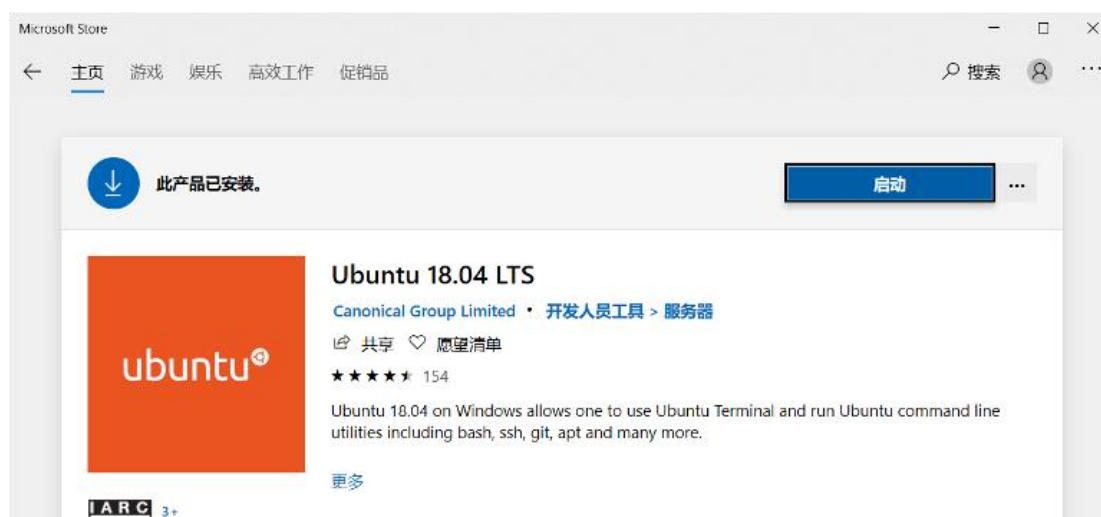 Microsoft Store
主页 游戏 娱乐 高效工作 促销品 搜索
此产品已安装。 启动
ubuntu
Ubuntu 18.04 LTS
Canonical Group Limited • 开发人员工具 > 服务器
共享 愿望清单
154
Ubuntu 18.04 on Windows allows one to use Ubuntu Terminal and run Ubuntu command line
utilities including bash, ssh, git, apt and many more.
更多
IARC 3+